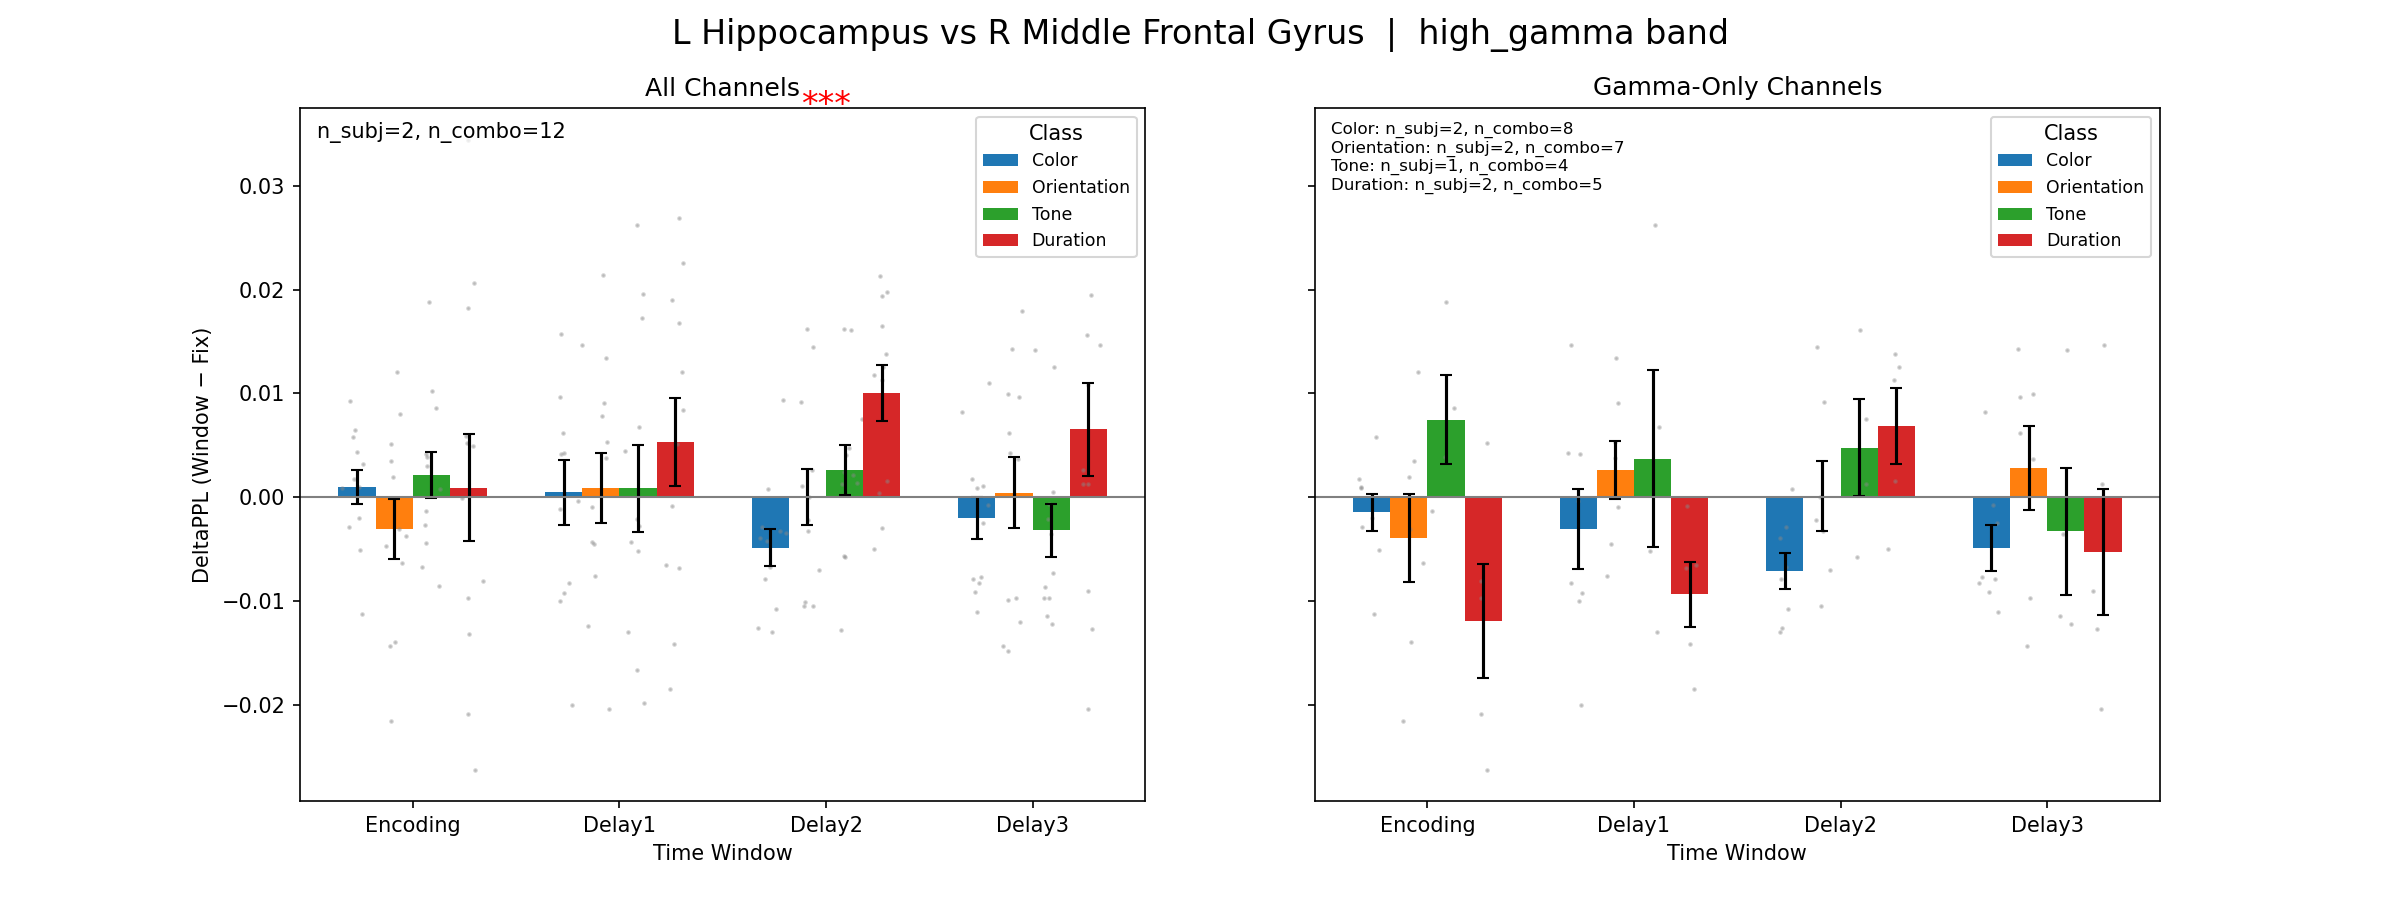 L Hippocampus vs R Middle Frontal Gyrus | high_gamma band
All Channels
***
n_subj=2, n_combo=12
Class
Color
Orientation
Tone
Duration
0.03
0.02
0.01
0.00
−0.01
−0.02
DeltaPPL (Window − Fix)
Encoding
Delay1
Delay2
Delay3
Time Window
Gamma-Only Channels
Color: n_subj=2, n_combo=8
Orientation: n_subj=2, n_combo=7
Tone: n_subj=1, n_combo=4
Duration: n_subj=2, n_combo=5
Class
Color
Orientation
Tone
Duration
Encoding
Delay1
Delay2
Delay3
Time Window